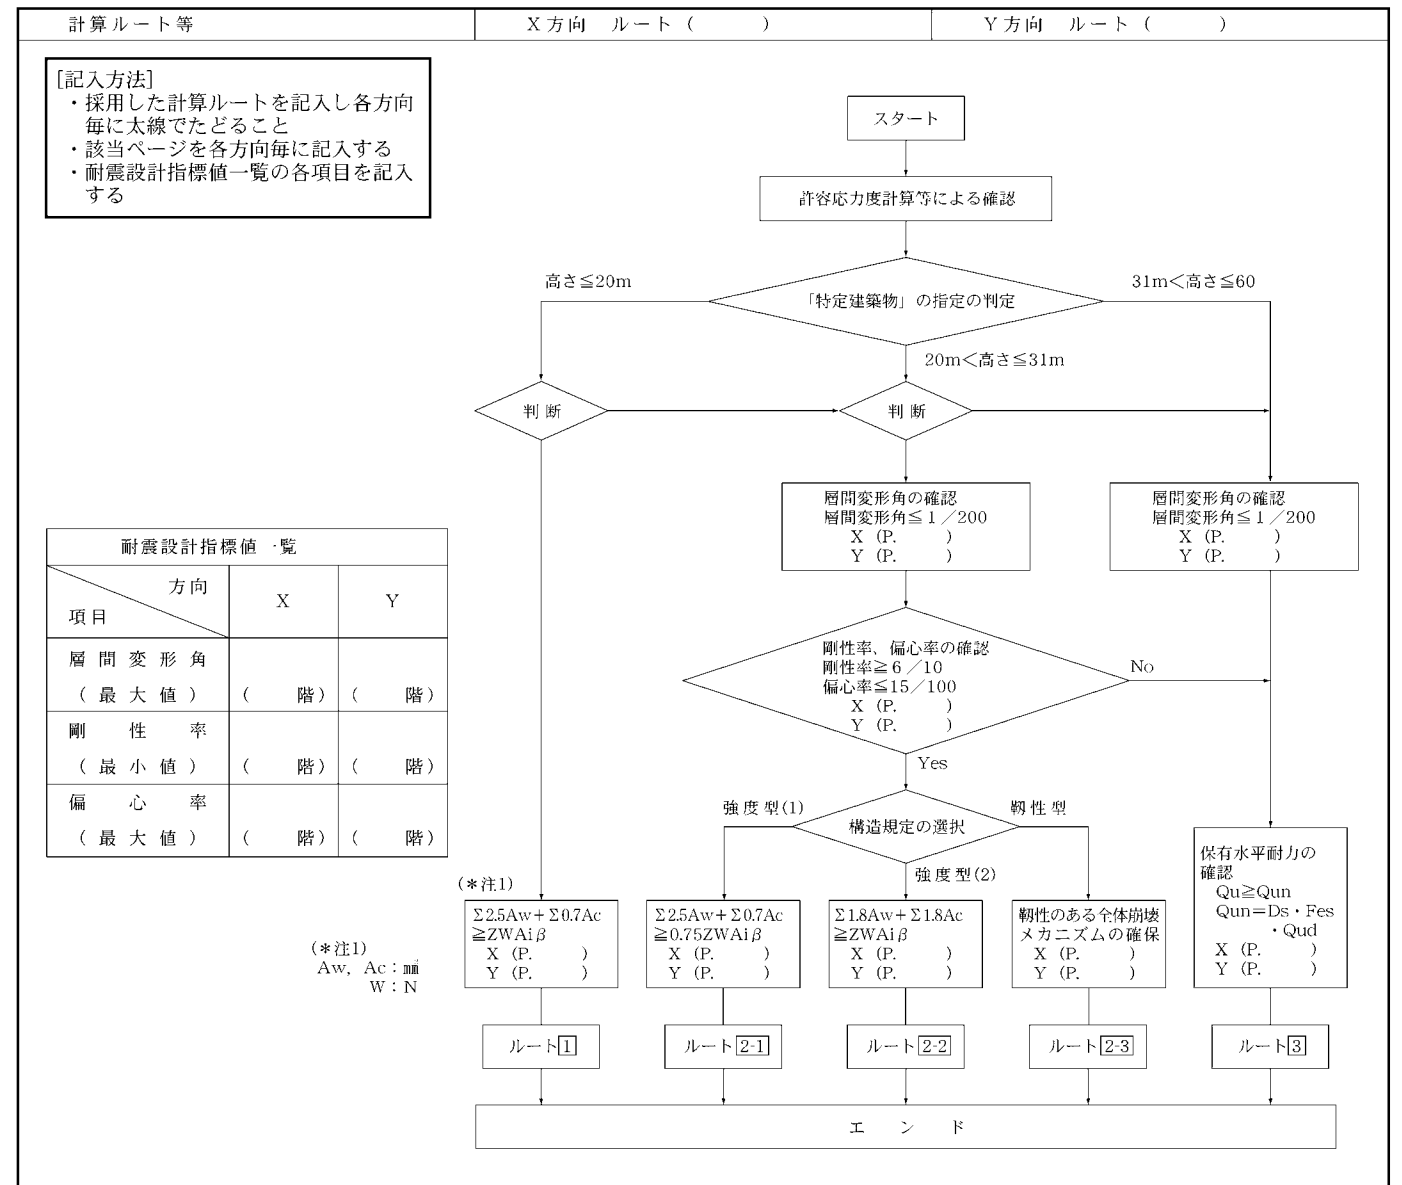 計算ルート等
X方向 ルート（ ）
Y方向 ルート（ ）
[記入方法]
・採用した計算ルートを記入し各方向
毎に太線でたどること
・該当ページを各方向毎に記入する
・耐震設計指標値一覧の各項目を記入
する
スタート
許容応力度計算等による確認
高さ≦20m
「特定建築物」の指定の判定
31m＜高さ≦60
20m＜高さ≦31m
判断
判断
層間変形角の確認
層間変形角≦１／200
X（P. ）
Y（P. ）
層間変形角の確認
層間変形角≦１／200
X（P. ）
Y（P. ）
耐震設計指標値一覧
方向
項目
X
Y
層間変形角
（最大値）
（ 階）
（ 階）
剛性率
（最小値）
（ 階）
（ 階）
偏心率
（最大値）
（ 階）
（ 階）
剛性率、偏心率の確認
剛性率≧６／10
偏心率≦15／100
X（P. ）
Y（P. ）
No
Yes
強度型(1)
構造規定の選択
靱性型
強度型(2)
(＊注1)
Σ2.5Aw＋Σ0.7Ac
≧ZWAiβ
X（P. ）
Y（P. ）
Σ2.5Aw＋Σ0.7Ac
≧0.75ZWAiβ
X（P. ）
Y（P. ）
Σ1.8Aw＋Σ1.8Ac
≧ZWAiβ
X（P. ）
Y（P. ）
靱性のある全体崩壊
メカニズムの確保
X（P. ）
Y（P. ）
保有水平耐力の
確認
Qu≧Qun
Qun＝Ds・Fes
・Qud
X（P. ）
Y（P. ）
(＊注1)
Aw, Ac：㎟
W：N
ルート1
ルート2-1
ルート2-2
ルート2-3
ルート3
エンド